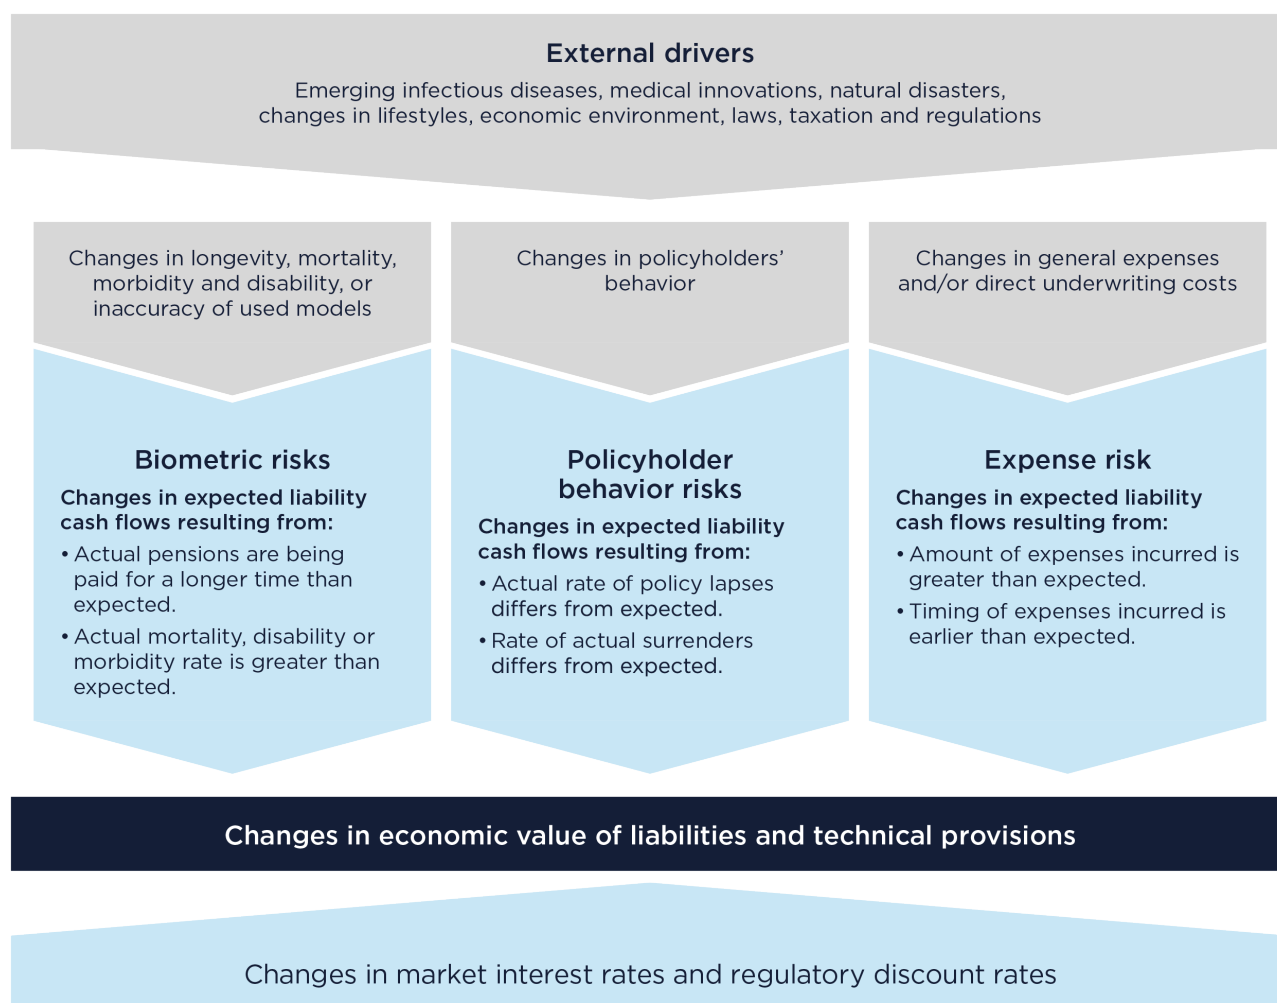 External drivers
Emerging infectious diseases, medical innovations, natural disasters,
changes in lifestyles, economic environment, laws, taxation and regulations
Changes in longevity, mortality,
morbidity and disability, or
inaccuracy of used models
Changes in policyholders’
behavior
Changes in general expenses
and/or direct underwriting costs
Biometric risks
Changes in expected liability
cash flows resulting from:
• Actual pensions are being
paid for a longer time than
expected.
• Actual mortality, disability or
morbidity rate is greater than
expected.
Policyholder
behavior risks
Changes in expected liability
cash flows resulting from:
• Actual rate of policy lapses
differs from expected.
• Rate of actual surrenders
differs from expected.
Expense risk
Changes in expected liability
cash flows resulting from:
• Amount of expenses incurred is
greater than expected.
• Timing of expenses incurred is
earlier than expected.
Changes in economic value of liabilities and technical provisions
Changes in market interest rates and regulatory discount rates